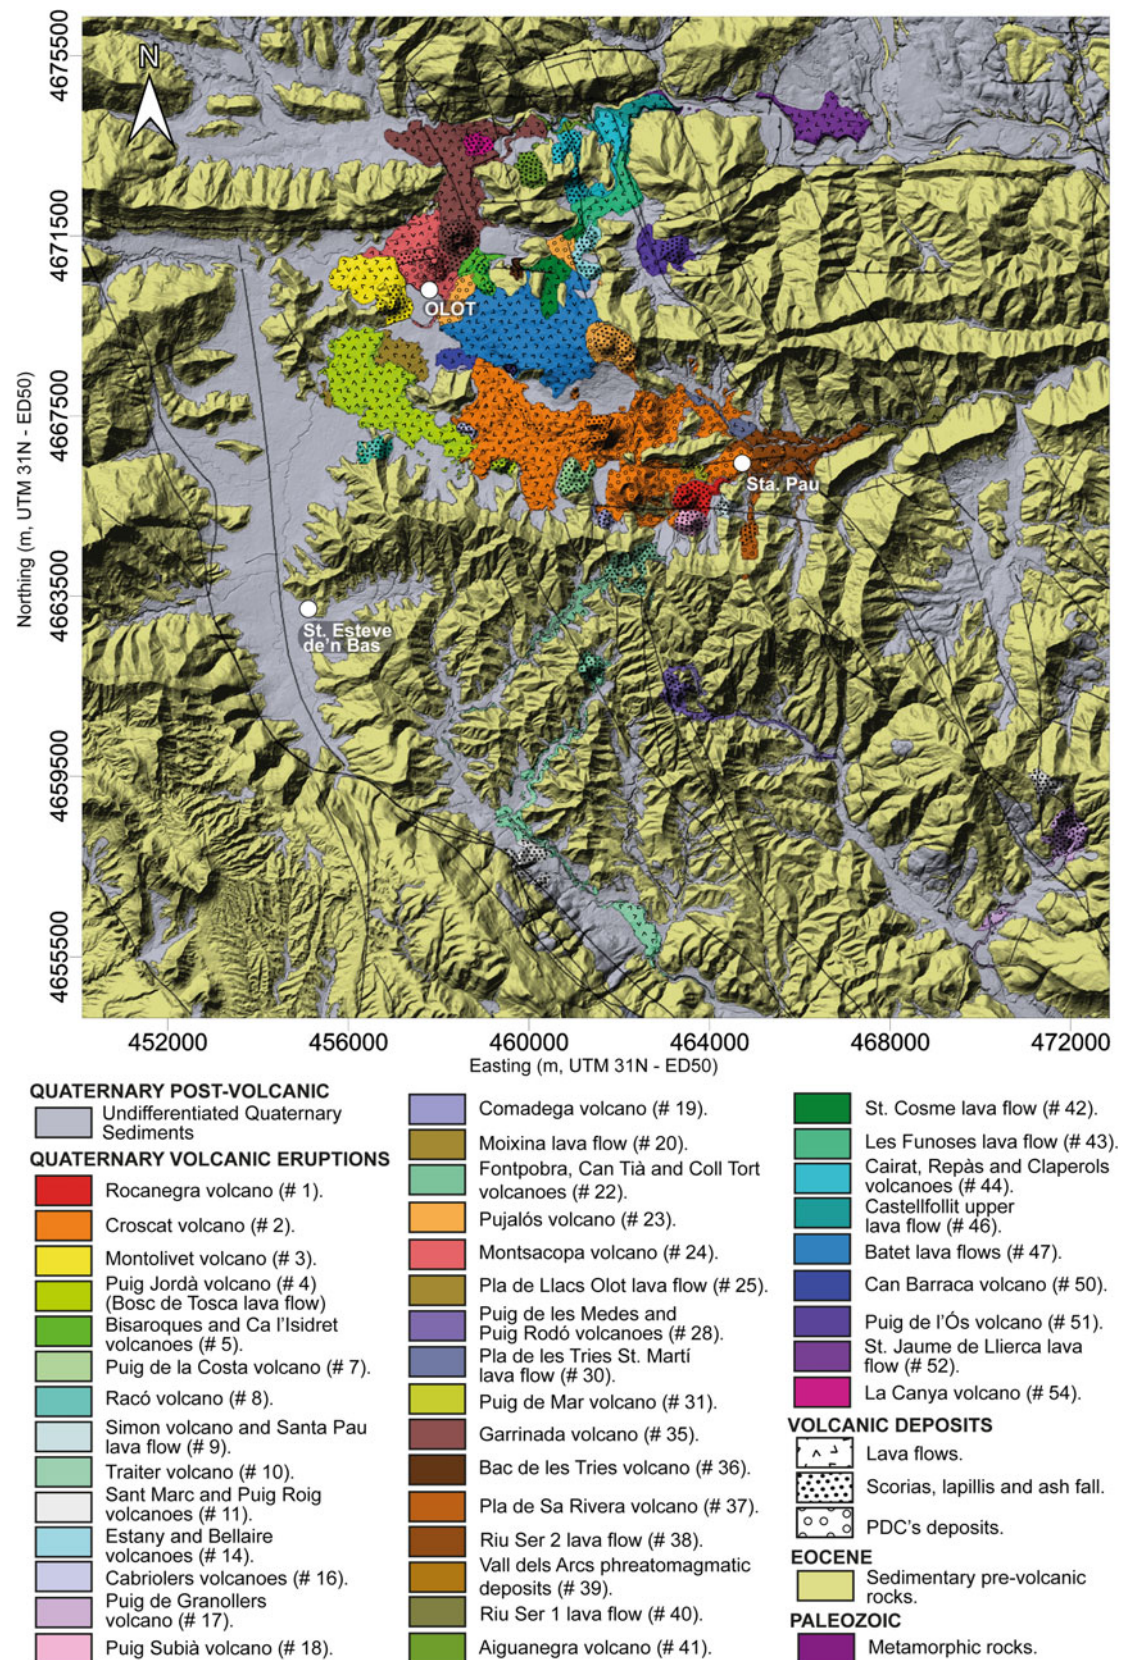 N
4675500
4671500
4667500
4663500
4659500
4655500
Northing (m, UTM 31N - ED50)
OLOT
Sta. Pau
St. Esteve
de'n Bas
452000
456000
460000
464000
468000
472000
Easting (m, UTM 31N - ED50)
QUATERNARY POST-VOLCANIC
Undifferentiated Quaternary
Sediments
QUATERNARY VOLCANIC ERUPTIONS
Rocanegra volcano (# 1).
Croscat volcano (# 2).
Montolivet volcano (# 3).
Puig Jordà volcano (# 4)
(Bosc de Tosca lava flow)
Bisaroques and Ca l'Isidret
volcanoes (# 5).
Puig de la Costa volcano (# 7).
Racó volcano (# 8).
Simon volcano and Santa Pau
lava flow (# 9).
Traiter volcano (# 10).
Sant Marc and Puig Roig
volcanoes (# 11).
Estany and Bellaire
volcanoes (# 14).
Cabriolers volcanoes (# 16).
Puig de Granollers
volcano (# 17).
Puig Subià volcano (# 18).
Comadega volcano (# 19).
Moixina lava flow (# 20).
Fontpobra, Can Tià and Coll Tort
volcanoes (# 22).
Pujalós volcano (# 23).
Montsacopa volcano (# 24).
Pla de Llacs Olot lava flow (# 25).
Puig de les Medes and
Puig Rodó volcanoes (# 28).
Pla de les Tries St. Martí
lava flow (# 30).
Puig de Mar volcano (# 31).
Garrinada volcano (# 35).
Bac de les Tries volcano (# 36).
Pla de Sa Rivera volcano (# 37).
Riu Ser 2 lava flow (# 38).
Vall dels Arcs phreatomagmatic
deposits (# 39).
Riu Ser 1 lava flow (# 40).
Aiguanegra volcano (# 41).
St. Cosme lava flow (# 42).
Les Funoses lava flow (# 43).
Cairat, Repàs and Claperols
volcanoes (# 44).
Castellfollit upper
lava flow (# 46).
Batet lava flows (# 47).
Can Barraca volcano (# 50).
Puig de l'Ós volcano (# 51).
St. Jaume de Llierca lava
flow (# 52).
La Canya volcano (# 54).
VOLCANIC DEPOSITS
Lava flows.
Scorias, lapillis and ash fall.
PDC's deposits.
EOCENE
Sedimentary pre-volcanic
rocks.
PALEOZOIC
Metamorphic rocks.